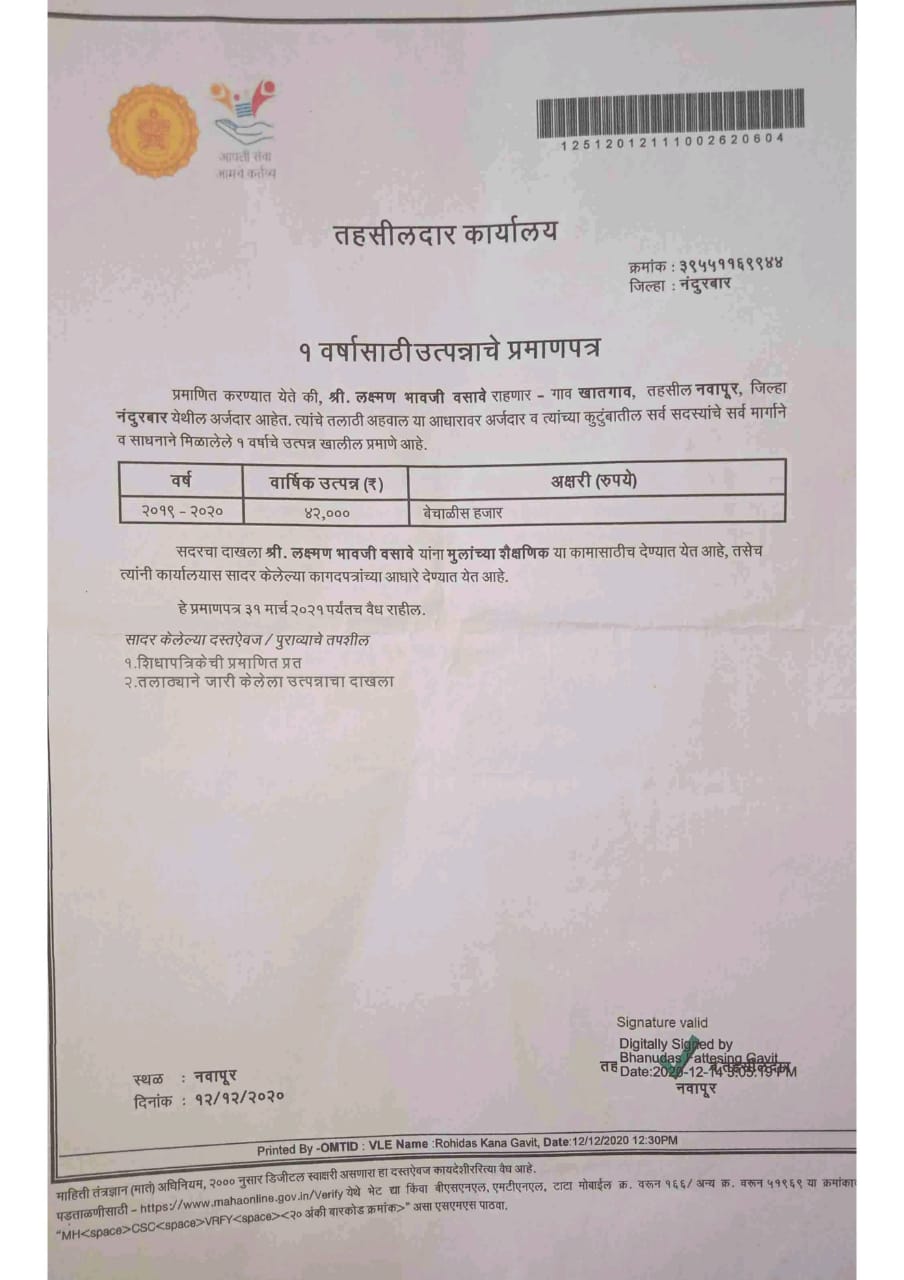 आपली सेवा
आमचे कर्तव्य
12512012111002620604
तहसीलदार कार्यालय
क्रमांक : ३९५५११६९९४४
जिल्हा : नंदुरबार
१ वर्षासाठी उत्पन्नाचे प्रमाणपत्र
प्रमाणित करण्यात येते की, श्री. लक्ष्मण भावजी वसावे राहणार - गाव खातगाव, तहसील नवापूर, जिल्हा
नंदुरबार येथील अर्जदार आहेत. त्यांचे तलाठी अहवाल या आधारावर अर्जदार व त्यांच्या कुटुंबातील सर्व सदस्यांचे सर्व मार्गाने
व साधनाने मिळालेले १ वर्षाचे उत्पन्न खालील प्रमाणे आहे.
वर्ष वार्षिक उत्पन्न (₹) अक्षरी (रुपये)
२०१९ - २०२० ४२,००० बेचाळीस हजार
सदरचा दाखला श्री. लक्ष्मण भावजी वसावे यांना मुलांच्या शैक्षणिक या कामासाठीच देण्यात येत आहे, तसेच
त्यांनी कार्यालयास सादर केलेल्या कागदपत्रांच्या आधारे देण्यात येत आहे.
हे प्रमाणपत्र ३१ मार्च २०२१ पर्यंतच वैध राहील.
सादर केलेल्या दस्तऐवज / पुराव्याचे तपशील
१.शिधापत्रिकेची प्रमाणित प्रत
२.तलाठ्याने जारी केलेला उत्पन्नाचा दाखला
Signature valid
Digitally Signed by
Bhanudas Fattesing Gavit
Date:2020-12-14 PM
नवापूर
स्थळ : नवापूर
दिनांक : १२/१२/२०२०
Printed By -OMTID : VLE Name :Rohidas Kana Gavit, Date:12/12/2020 12:30PM
माहिती तंत्रज्ञान (मातं) अधिनियम, २००० नुसार डिजीटल स्वाक्षरी असणारा हा दस्तऐवज कायदेशीररित्या वैध आहे.
पडताळणीसाठी - https://www.mahaonline.gov.in/Verify येथे भेट द्या किंवा बीएसएनएल, एमटीएनएल, टाटा मोबाईल क्र. वरून १६६/ अन्य क्र. वरून ५१९६९ या क्रमांका
"MH<space>CSC<space>VRFY<space><२० अंकी बारकोड क्रमांक>" असा एसएमएस पाठवा.